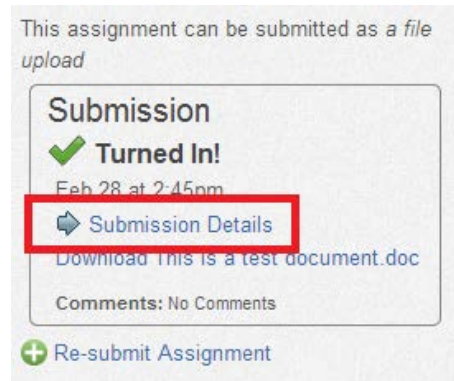 This assignment can be submitted as a file
upload
Submission
Turned In!
Feb 28 at 2:45pm
Submission Details
Download This is a test document.doc
Comments: No Comments
Re-submit Assignment